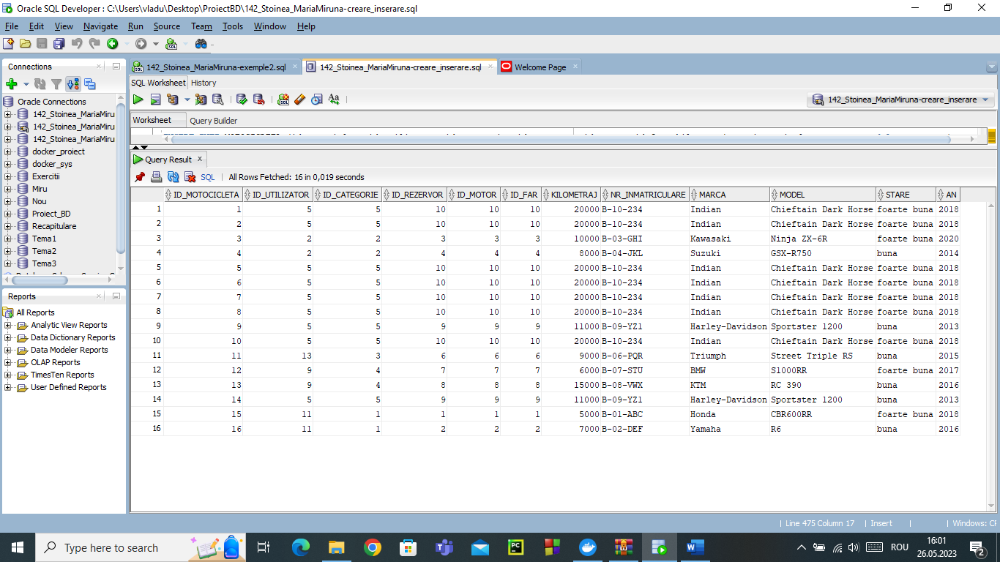 Oracle SQL Developer : C:\Users\vladu\Desktop\ProiectBD\142_Stoinea_MariaMiruna-creare_inserare.sql
File Edit View Navigate Run Source Team Tools Window Help
Connections
Oracle Connections
142_Stoinea_MariaMiru
142_Stoinea_MariaMiru
142_Stoinea_MariaMiru
docker_proiect
docker_sys
Exercitii
Miru
Nou
Proiect_BD
Recapitulare
Tema1
Tema2
Tema3
Reports
All Reports
Analytic View Reports
Data Dictionary Reports
Data Modeler Reports
OLAP Reports
TimesTen Reports
User Defined Reports
142_Stoinea_MariaMiruna-exemple2.sql 142_Stoinea_MariaMiruna-creare_inserare.sql Welcome Page
SQL Worksheet History
142_Stoinea_MariaMiruna-creare_inserare
Worksheet Query Builder
Query Result
SQL All Rows Fetched: 16 in 0,019 seconds
ID_MOTOCICLETA ID_UTILIZATOR ID_CATEGORIE ID_REZERVOR ID_MOTOR ID_FAR KILOMETRAJ NR_INMATRICULARE MARCA MODEL STARE AN
1 1 5 5 10 10 10 20000 B-10-234 Indian Chieftain Dark Horse foarte buna 2018
2 2 5 5 10 10 10 20000 B-10-234 Indian Chieftain Dark Horse foarte buna 2018
3 3 2 2 3 3 3 10000 B-03-GHI Kawasaki Ninja ZX-6R foarte buna 2020
4 4 2 2 4 4 4 8000 B-04-JKL Suzuki GSX-R750 buna 2014
5 5 5 5 10 10 10 20000 B-10-234 Indian Chieftain Dark Horse foarte buna 2018
6 6 5 5 10 10 10 20000 B-10-234 Indian Chieftain Dark Horse foarte buna 2018
7 7 5 5 10 10 10 20000 B-10-234 Indian Chieftain Dark Horse foarte buna 2018
8 8 5 5 10 10 10 20000 B-10-234 Indian Chieftain Dark Horse foarte buna 2018
9 9 5 5 9 9 9 11000 B-09-YZ1 Harley-Davidson Sportster 1200 buna 2013
10 10 5 5 10 10 10 20000 B-10-234 Indian Chieftain Dark Horse foarte buna 2018
11 11 13 3 6 6 6 9000 B-06-PQR Triumph Street Triple RS buna 2015
12 12 9 4 7 7 7 6000 B-07-STU BMW S1000RR foarte buna 2017
13 13 9 4 8 8 8 15000 B-08-VWX KTM RC 390 buna 2016
14 14 5 5 9 9 9 11000 B-09-YZ1 Harley-Davidson Sportster 1200 buna 2013
15 15 11 1 1 1 1 5000 B-01-ABC Honda CBR600RR foarte buna 2018
16 16 11 1 2 2 2 7000 B-02-DEF Yamaha R6 buna 2016
Line 475 Column 17 Insert Windows: CF
Type here to search
ROU
16:01
26.05.2023
2